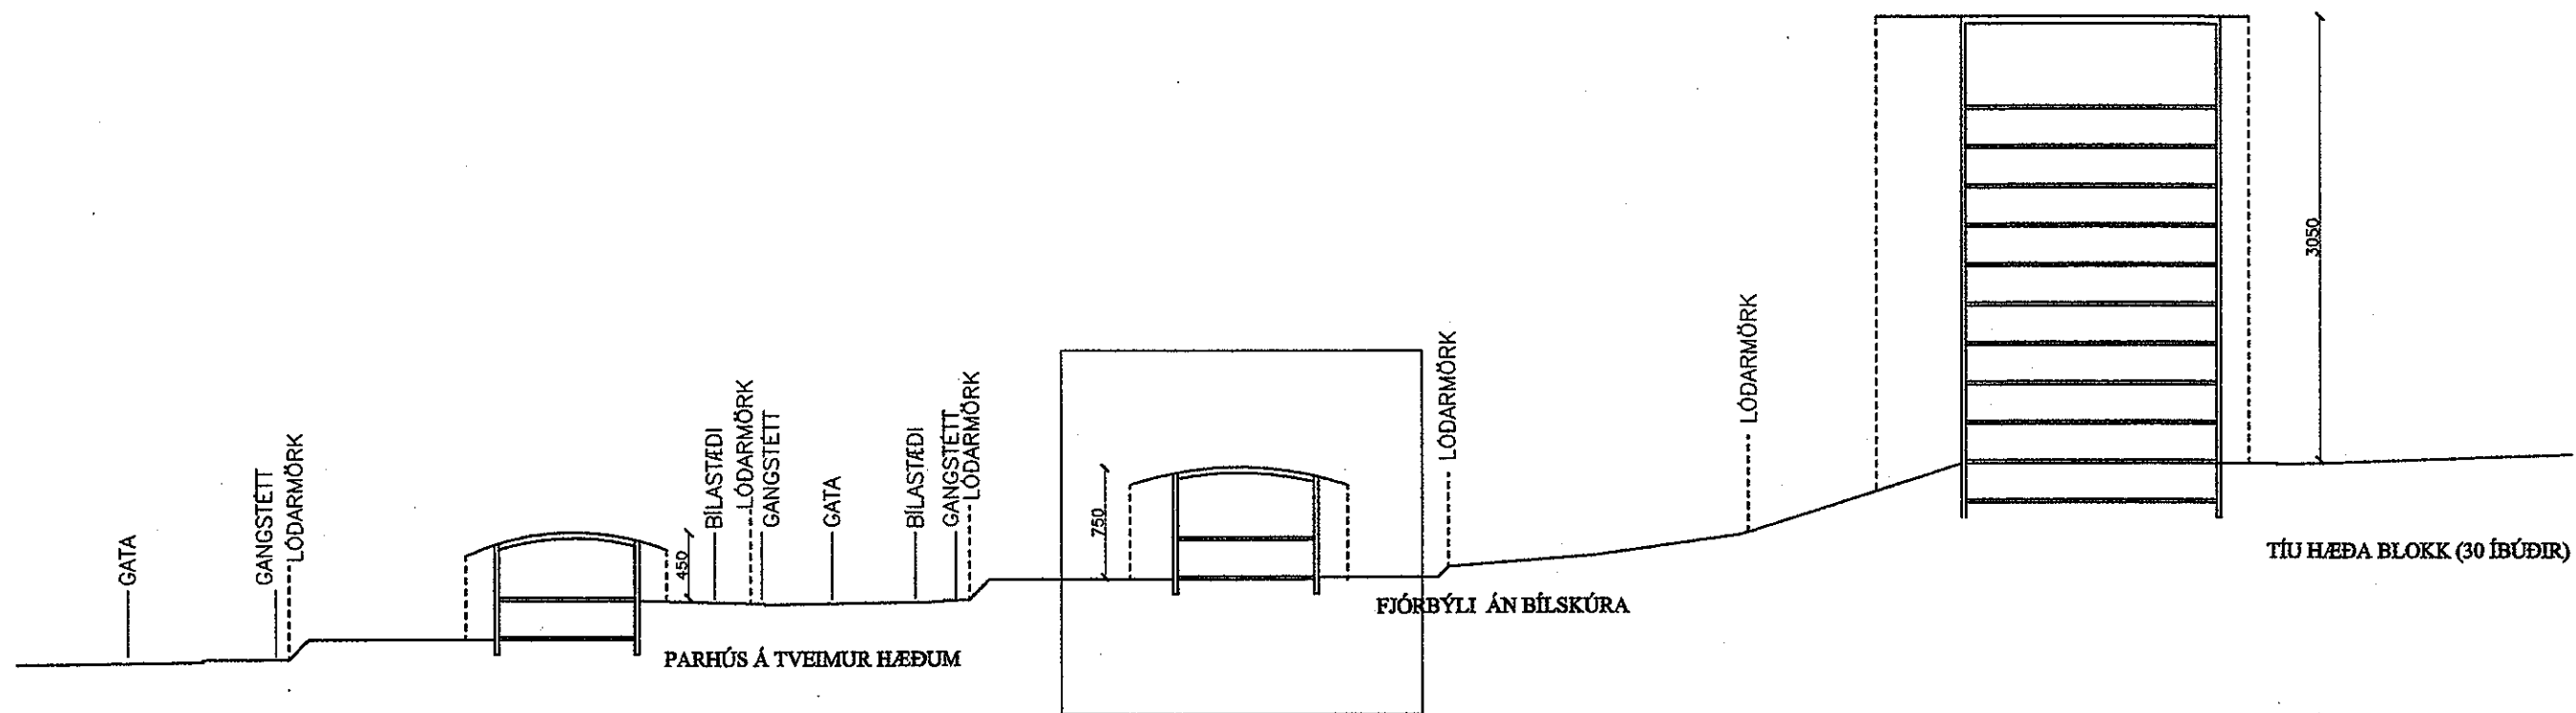 GATA
GANGSTÉTT
LÓÐARMÖRK
450
BÍLASTÆÐI
LÓÐARMÖRK
GANGSTÉTT
GATA
BÍLASTÆÐI
GANGSTÉTT
LÓÐARMÖRK
750
LÓÐARMÖRK
LÓÐARMÖRK
3050
PARHÚS Á TVEIMUR HÆÐUM
FJÓRBÝLI ÁN BÍLSKÚRA
TÍU HÆÐA BLOKK (30 ÍBÚÐIR)